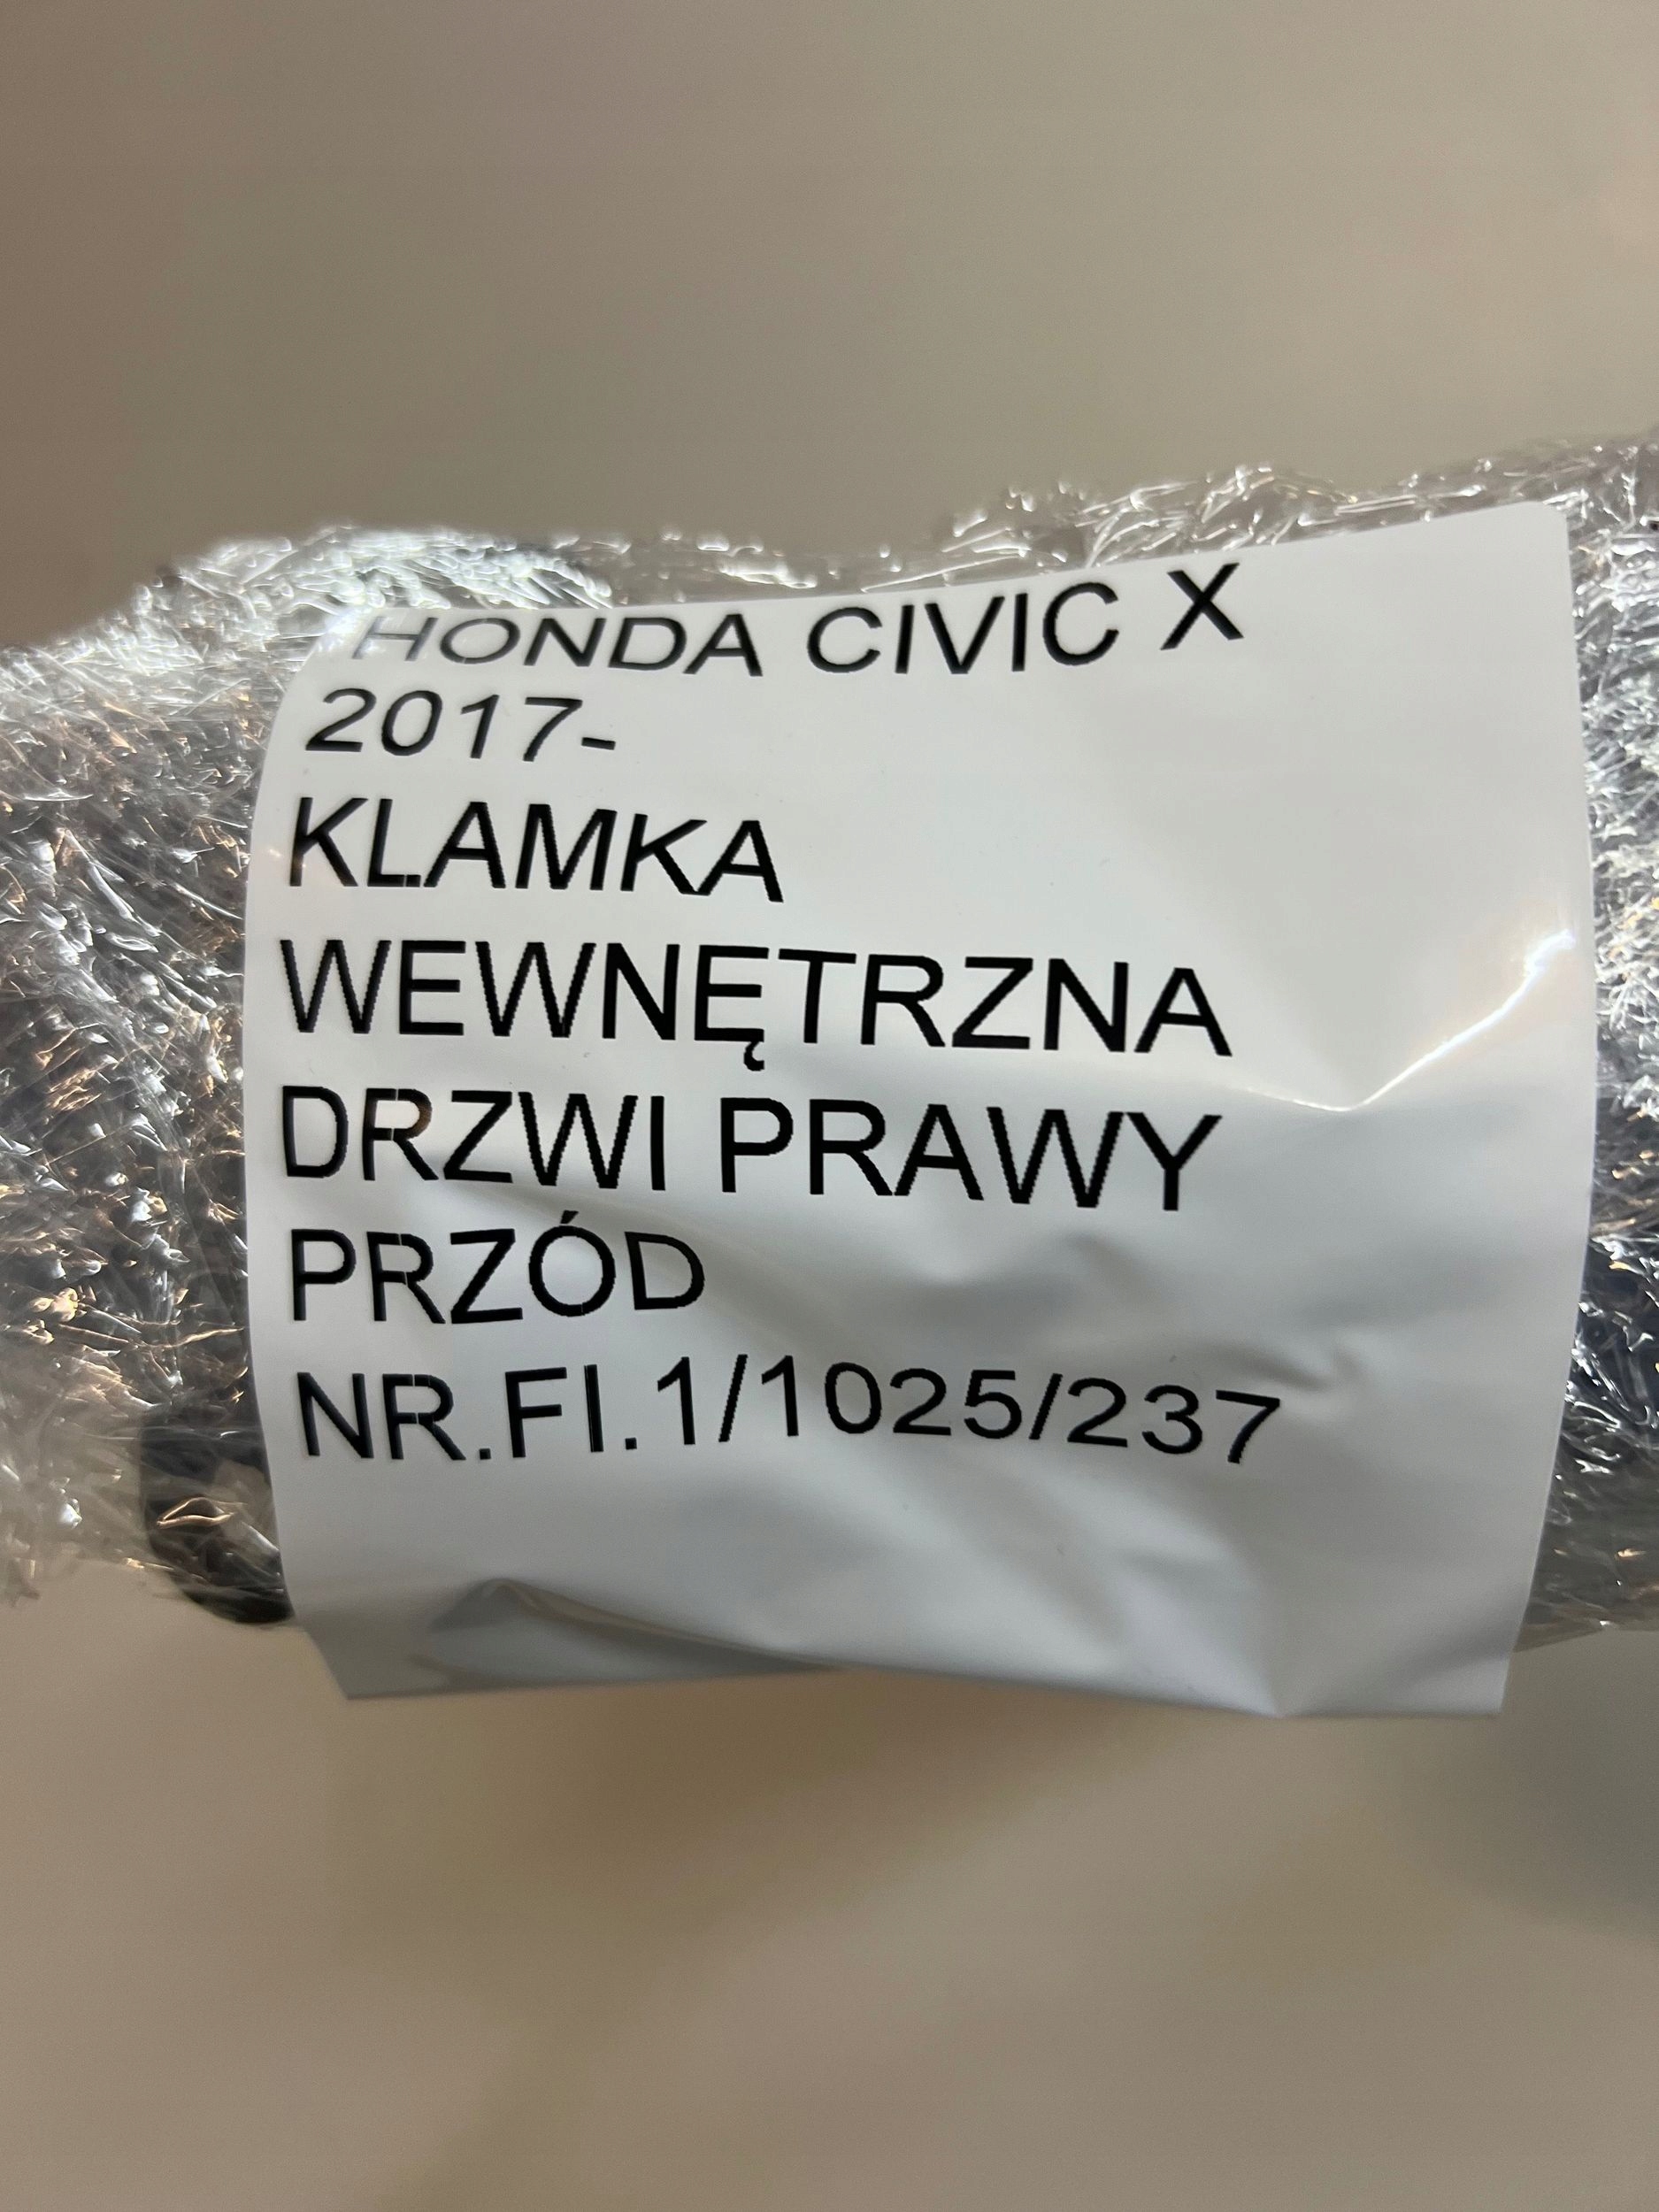 HONDA CIVIC X
2017-
KLAMKA
WEWNĘTRZNA
DRZWI PRAWY
PRZÓD
NR.FI.1/1025/237